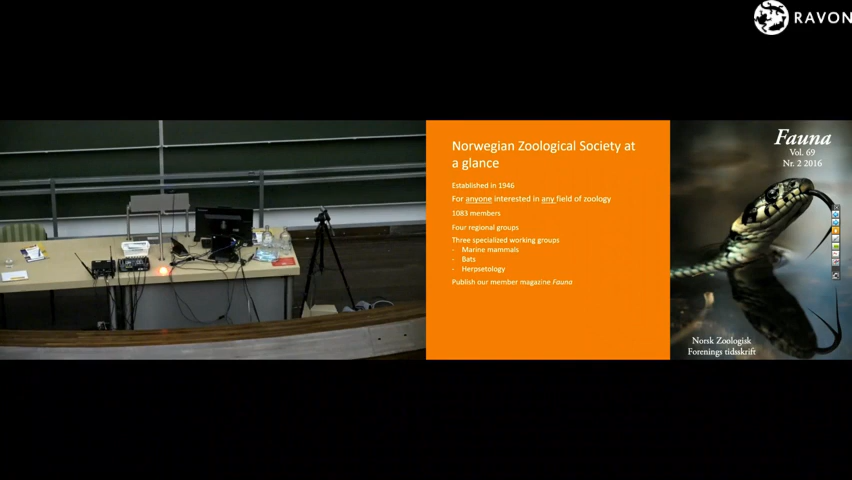 RAVON
Norwegian Zoological Society at
a glance
Established in 1946
For anyone interested in any field of zoology
1083 members
Four regional groups
Three specialized working groups
- Marine mammals
- Bats
- Herpsetology
Publish our member magazine Fauna
Fauna
Vol. 69
Nr. 2 2016
Norsk Zoologisk
Forenings tidsskrift